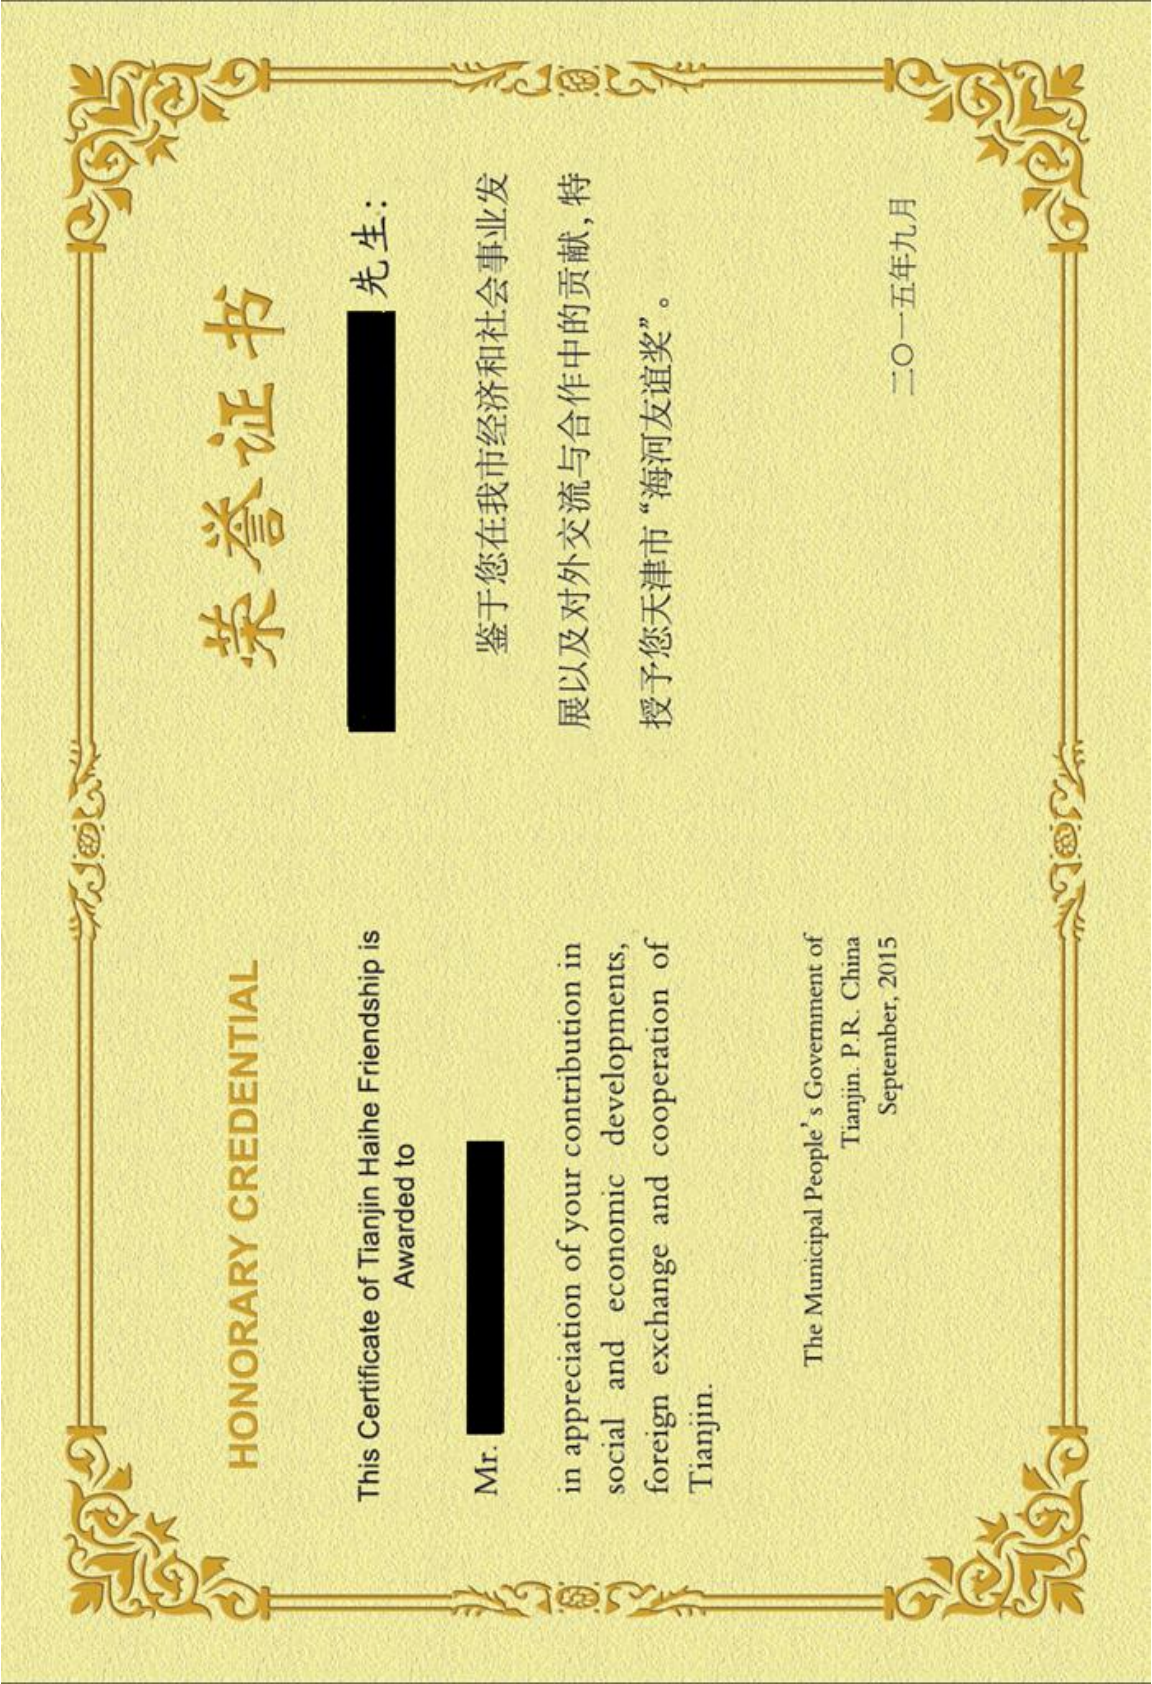 HONORARY CREDENTIAL
This Certificate of Tianjin Haihe Friendship is
Awarded to
Mr.
in appreciation of your contribution in
social and economic developments,
foreign exchange and cooperation of
Tianjin.
The Municipal People's Government of
Tianjin. P.R. China
September, 2015
荣誉证书
先生:
鉴于您在我市经济和社会事业发
展以及对外交流与合作中的贡献,特
授予您天津市“海河友谊奖”。
二〇一五年九月